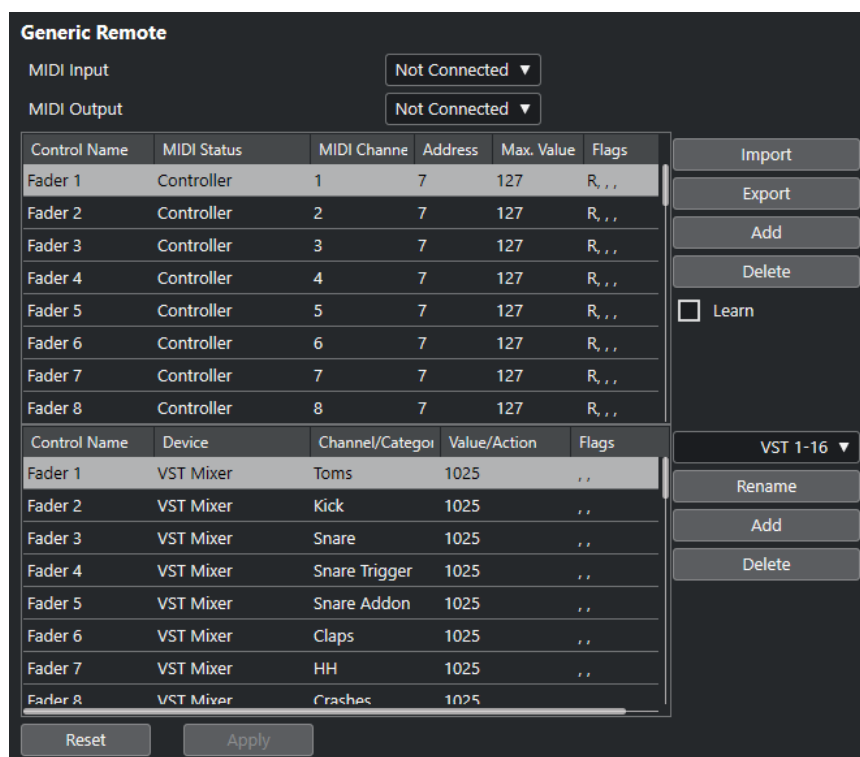 Generic Remote
MIDI Input Not Connected ▼
MIDI Output Not Connected ▼
Control Name MIDI Status MIDI Channe Address Max. Value Flags
Import
Fader 1 Controller 1 7 127 R, , ,
Export
Fader 2 Controller 2 7 127 R, , ,
Add
Fader 3 Controller 3 7 127 R, , ,
Delete
Fader 4 Controller 4 7 127 R, , ,
Learn
Fader 5 Controller 5 7 127 R, , ,
Fader 6 Controller 6 7 127 R, , ,
Fader 7 Controller 7 7 127 R, , ,
Fader 8 Controller 8 7 127 R, , ,
Control Name Device Channel/Categor Value/Action Flags
VST 1-16 ▼
Fader 1 VST Mixer Toms 1025 , ,
Rename
Fader 2 VST Mixer Kick 1025 , ,
Add
Fader 3 VST Mixer Snare 1025 , ,
Delete
Fader 4 VST Mixer Snare Trigger 1025 , ,
Fader 5 VST Mixer Snare Addon 1025 , ,
Fader 6 VST Mixer Claps 1025 , ,
Fader 7 VST Mixer HH 1025 , ,
Fader 8 VST Mixer Crashes 1025
Reset Apply